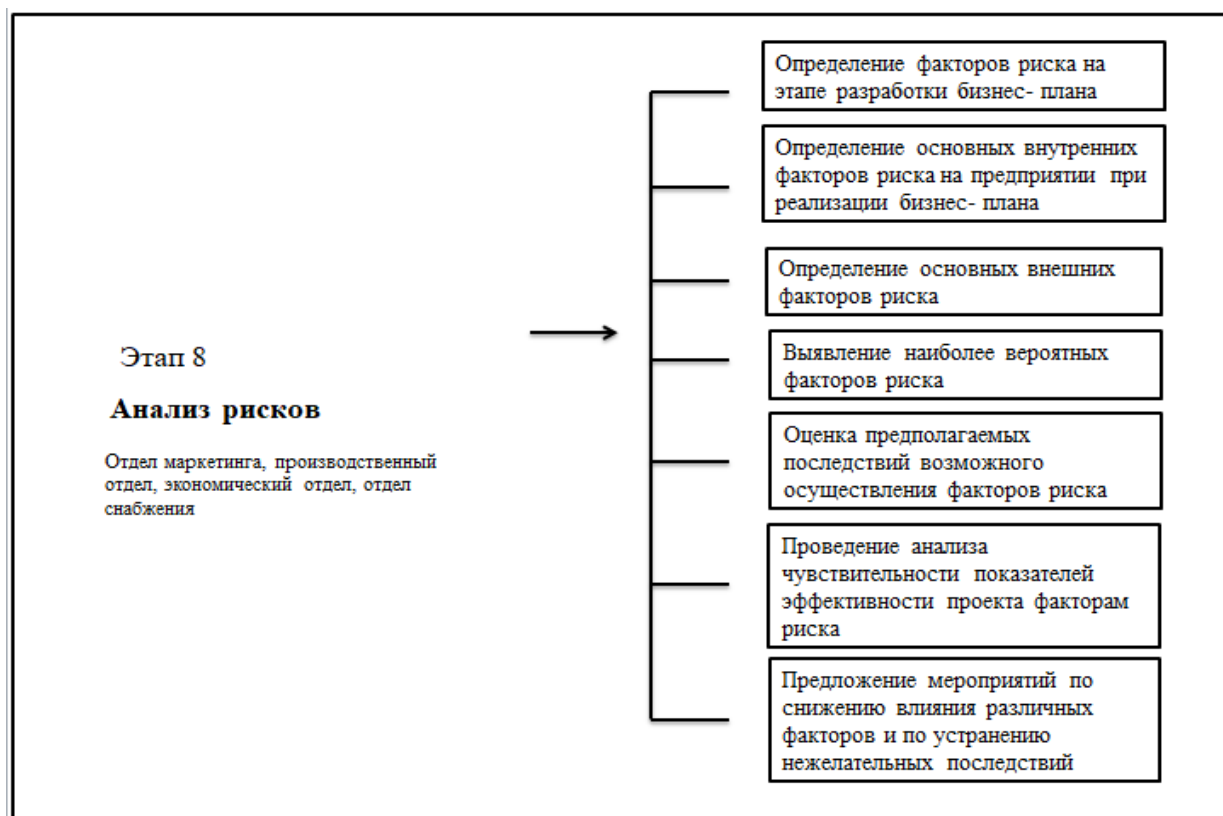 Этап 8
Анализ рисков
Отдел маркетинга, производственный
отдел, экономический отдел, отдел
снабжения
Определение факторов риска на
этапе разработки бизнес- плана
Определение основных внутренних
факторов риска на предприятии при
реализации бизнес- плана
Определение основных внешних
факторов риска
Выявление наиболее вероятных
факторов риска
Оценка предполагаемых
последствий возможного
осуществления факторов риска
Проведение анализа
чувствительности показателей
эффективности проекта факторам
риска
Предложение мероприятий по
снижению влияния различных
факторов и по устранению
нежелательных последствий